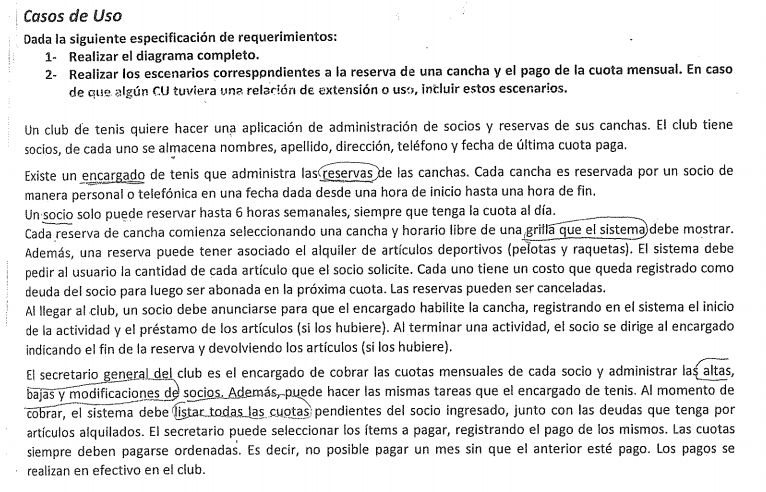 Casos de Uso
Dada la siguiente especificación de requerimientos:
1- Realizar el diagrama completo.
2- Realizar los escenarios correspondientes a la reserva de una cancha y el pago de la cuota mensual. En caso
de que algún CU tuviera una relación de extensión o uso, incluir estos escenarios.
Un club de tenis quiere hacer una aplicación de administración de socios y reservas de sus canchas. El club tiene
socios, de cada uno se almacena nombres, apellido, dirección, teléfono y fecha de última cuota paga.
Existe un encargado de tenis que administra las reservas de las canchas. Cada cancha es reservada por un socio de
manera personal o telefónica en una fecha dada desde una hora de inicio hasta una hora de fin.
Un socio solo puede reservar hasta 6 horas semanales, siempre que tenga la cuota al día.
Cada reserva de cancha comienza seleccionando una cancha y horario libre de una grilla que el sistema debe mostrar.
Además, una reserva puede tener asociado el alquiler de artículos deportivos (pelotas y raquetas). El sistema debe
pedir al usuario la cantidad de cada artículo que el socio solicite. Cada uno tiene un costo que queda registrado como
deuda del socio para luego ser abonada en la próxima cuota. Las reservas pueden ser canceladas.
Al llegar al club, un socio debe anunciarse para que el encargado habilite la cancha, registrando en el sistema el inicio
de la actividad y el préstamo de los artículos (si los hubiere). Al terminar una actividad, el socio se dirige al encargado
indicando el fin de la reserva y devolviendo los artículos (si los hubiere).
El secretario general del club es el encargado de cobrar las cuotas mensuales de cada socio y administrar las altas,
bajas y modificaciones de socios. Además, puede hacer las mismas tareas que el encargado de tenis. Al momento de
cobrar, el sistema debe listar todas las cuotas pendientes del socio ingresado, junto con las deudas que tenga por
artículos alquilados. El secretario puede seleccionar los ítems a pagar, registrando el pago de los mismos. Las cuotas
siempre deben pagarse ordenadas. Es decir, no posible pagar un mes sin que el anterior esté pago. Los pagos se
realizan en efectivo en el club.